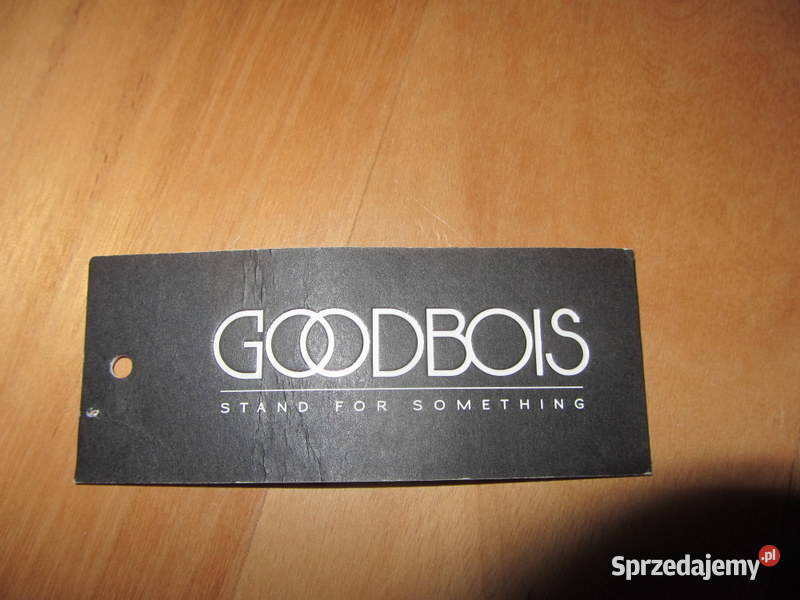 GOODBOIS
STAND FOR SOMETHING
Sprzedajemy.pl